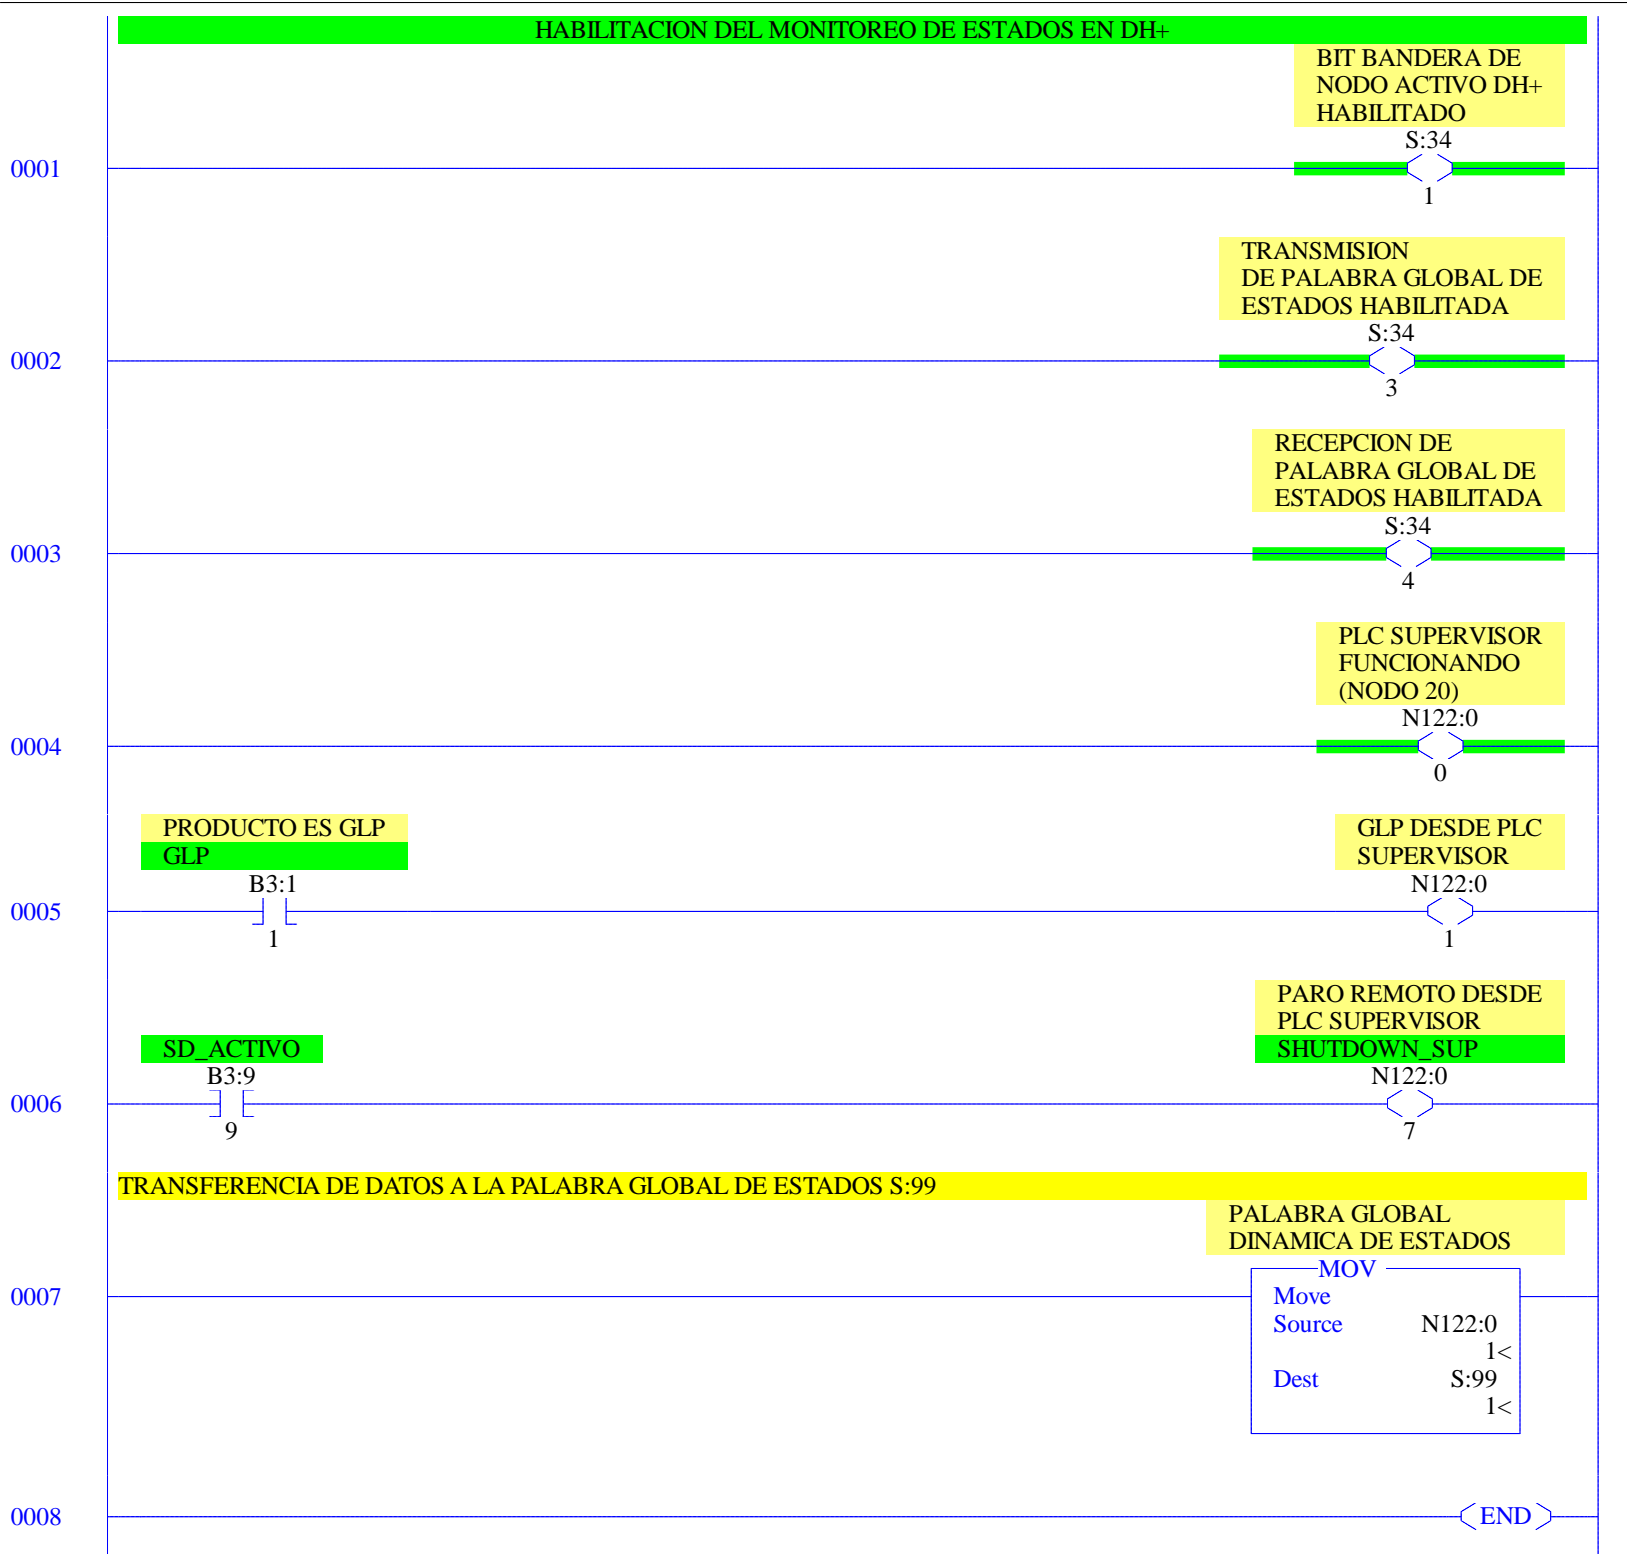 HABILITACION DEL MONITOREO DE ESTADOS EN DH+
BIT BANDERA DE
NODO ACTIVO DH+
HABILITADO
S:34
0001
1
TRANSMISION
DE PALABRA GLOBAL DE
ESTADOS HABILITADA
S:34
0002
3
RECEPCION DE
PALABRA GLOBAL DE
ESTADOS HABILITADA
S:34
0003
4
PLC SUPERVISOR
FUNCIONANDO
(NODO 20)
N122:0
0004
0
PRODUCTO ES GLP
GLP
B3:1
GLP DESDE PLC
SUPERVISOR
N122:0
0005
1
1
SD_ACTIVO
B3:9
PARO REMOTO DESDE
PLC SUPERVISOR
SHUTDOWN_SUP
N122:0
0006
9
7
TRANSFERENCIA DE DATOS A LA PALABRA GLOBAL DE ESTADOS S:99
PALABRA GLOBAL
DINAMICA DE ESTADOS
MOV
0007
Move
Source N122:0
1<
Dest S:99
1<
0008
END